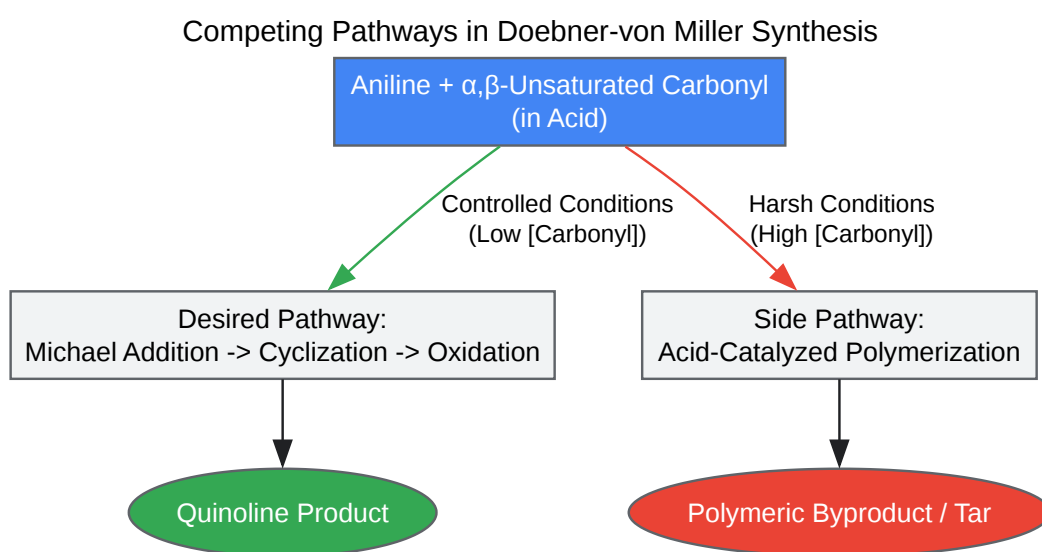 Competing Pathways in Doebner-von Miller Synthesis
Aniline + α,β-Unsaturated Carbonyl
(in Acid)
Controlled Conditions
(Low [Carbonyl])
Harsh Conditions
(High [Carbonyl])
Desired Pathway:
Michael Addition -> Cyclization -> Oxidation
Side Pathway:
Acid-Catalyzed Polymerization
Quinoline Product
Polymeric Byproduct / Tar